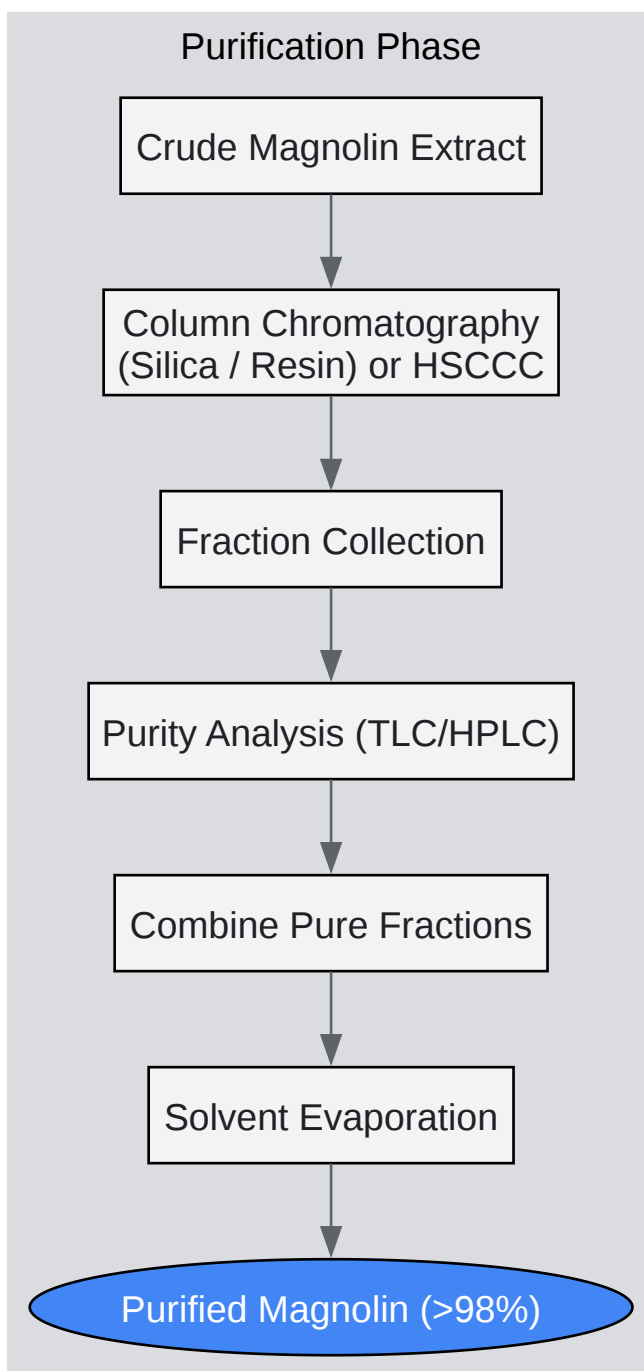 Purification Phase
Crude Magnolin Extract
Column Chromatography
(Silica / Resin) or HSCCC
Fraction Collection
Purity Analysis (TLC/HPLC)
Combine Pure Fractions
Solvent Evaporation
Purified Magnolin (>98%)